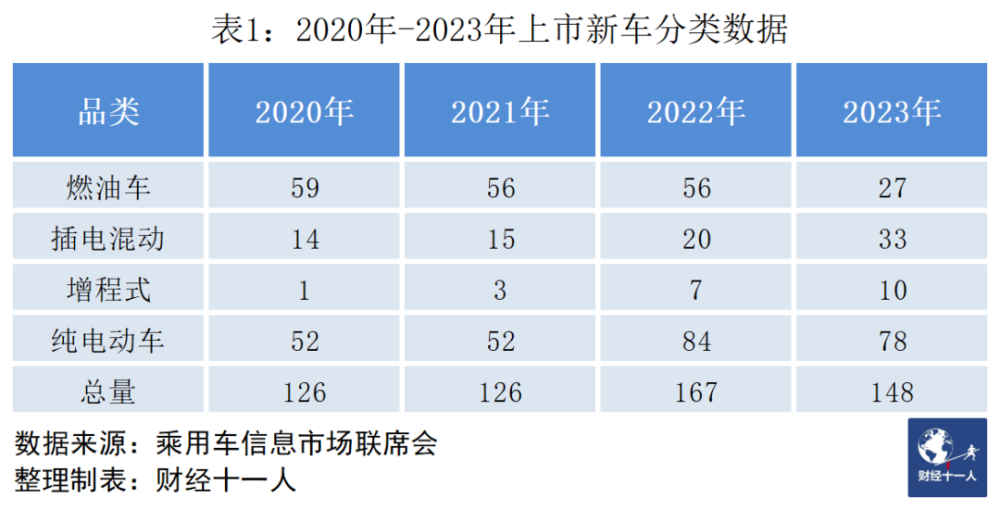 表1：2020年-2023年上市新车分类数据
品类 2020年 2021年 2022年 2023年
燃油车 59 56 56 27
插电混动 14 15 20 33
增程式 1 3 7 10
纯电动车 52 52 84 78
总量 126 126 167 148
数据来源：乘用车信息市场联席会
整理制表：财经十一人
财经十一人